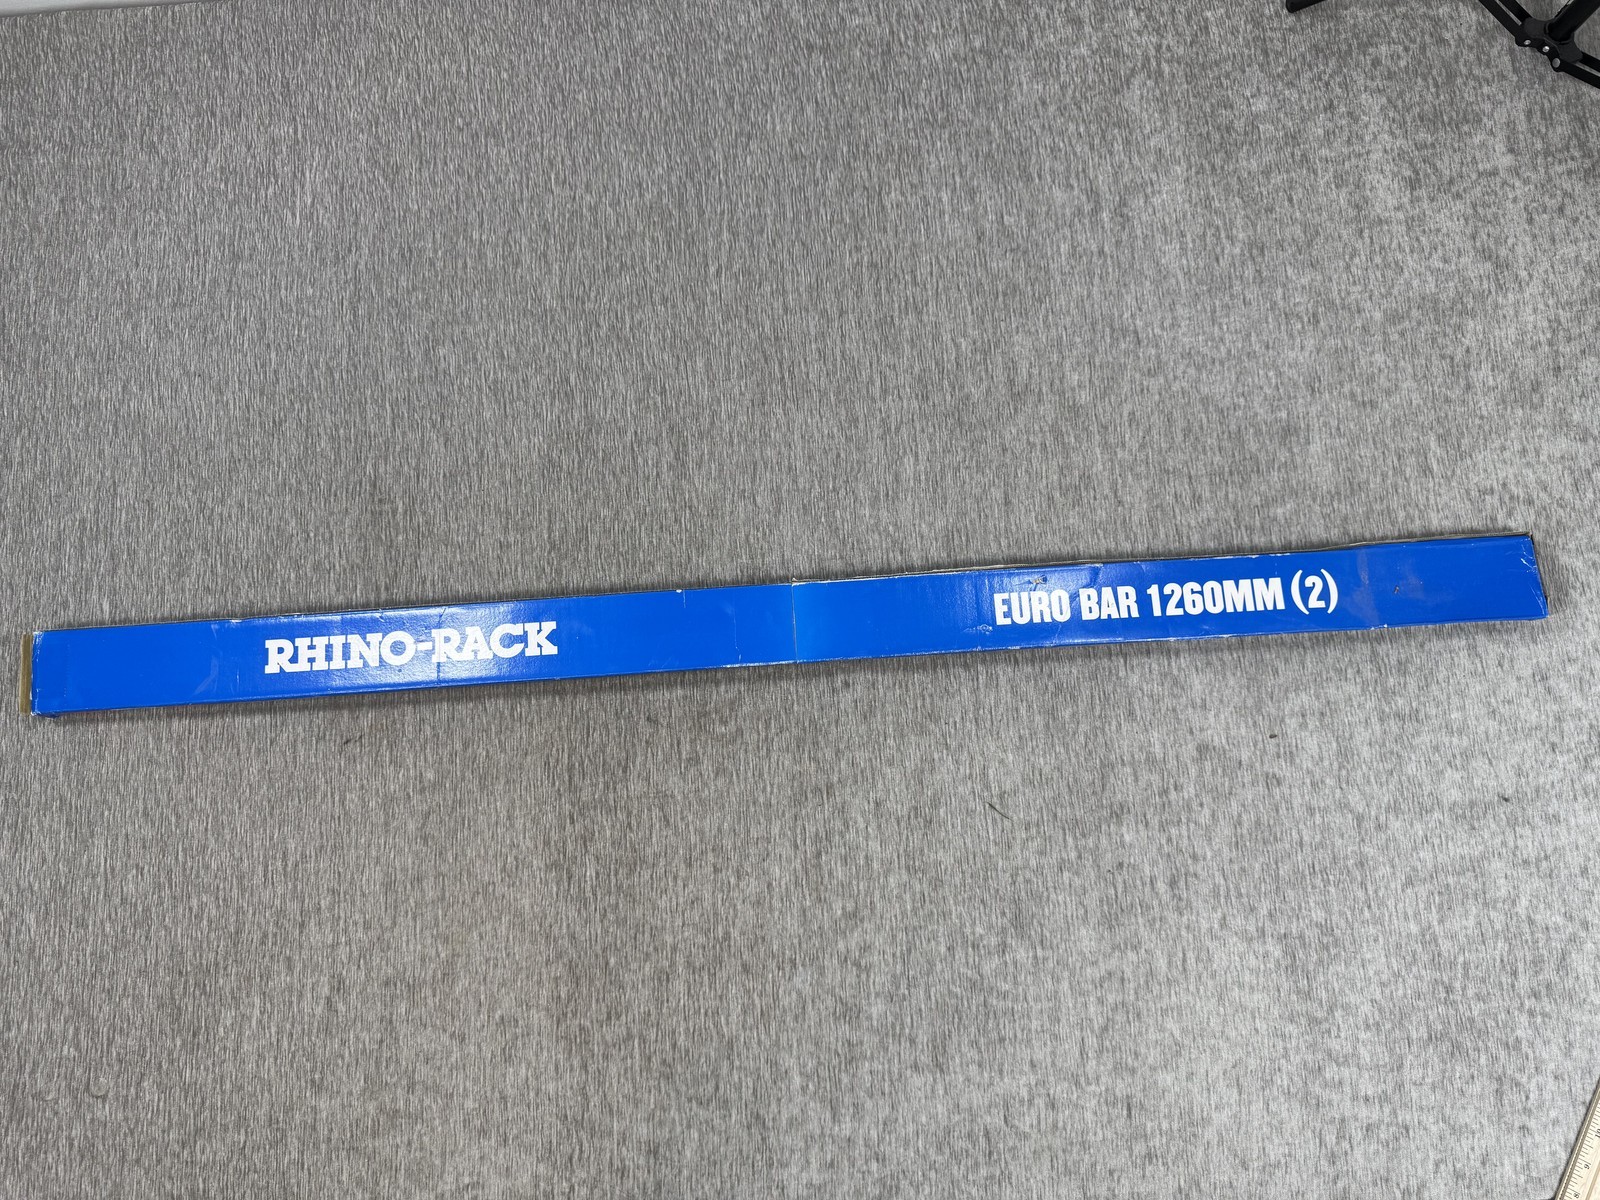 RHINO-RACK
EURO BAR 1260MM (2)